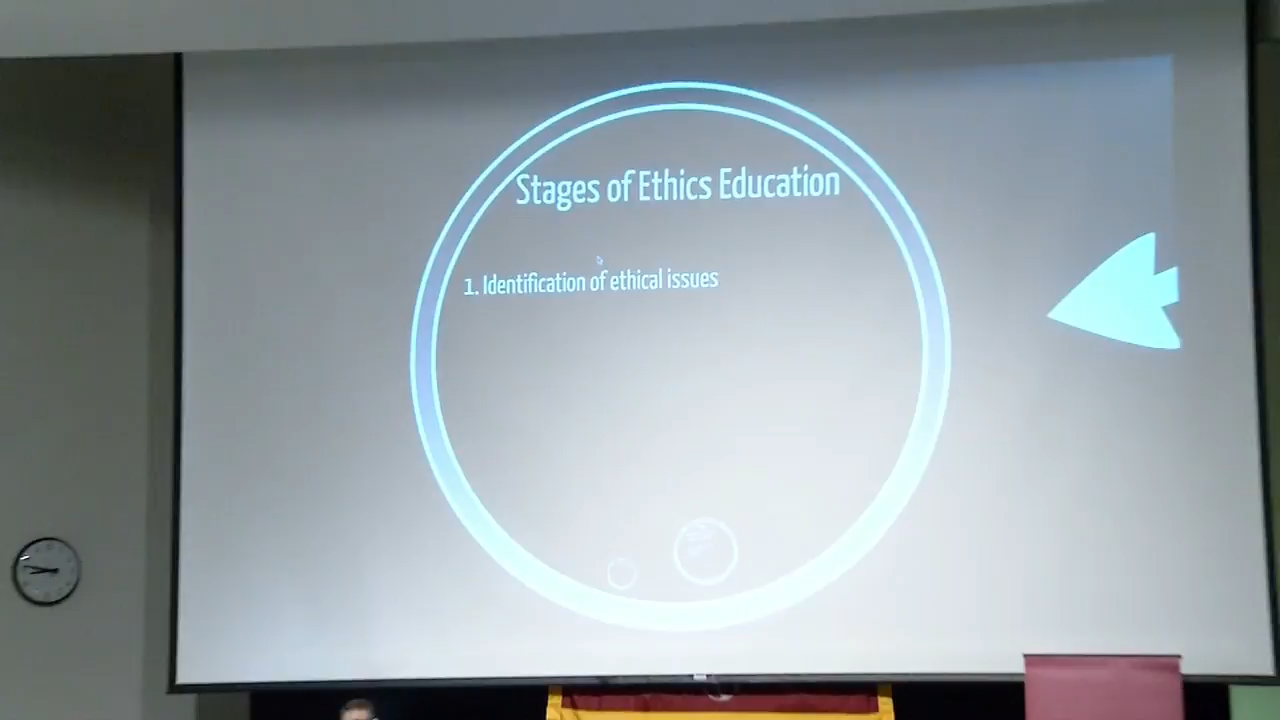 Stages of Ethics Education
1. Identification of ethical issues